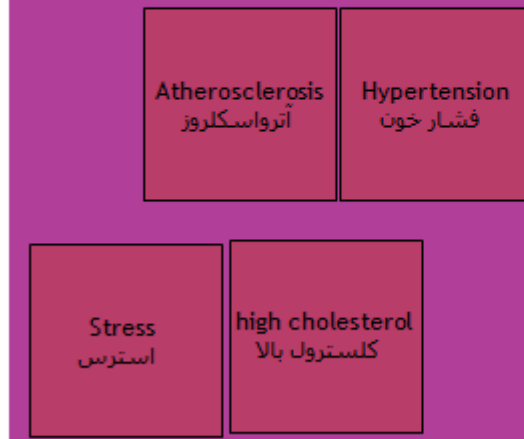 Atherosclerosis
آترواسکلروز
Hypertension
فشار خون
Stress
استرس
high cholesterol
کلسترول بالا